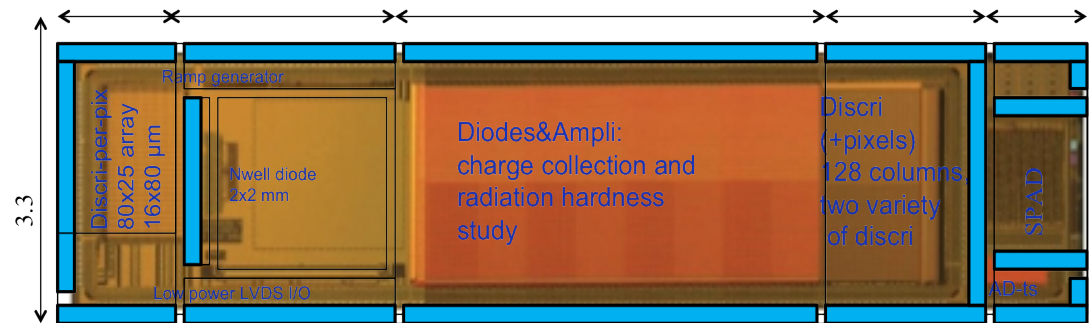 3.3
Ramp generator
Discri-per-pix.
80x25 array
16x80 µm
Nwell diode
2x2 mm
Low power LVDS I/O
Diodes&Ampli:
charge collection and
radiation hardness
study
Discri
(+pixels)
128 columns,
two variety
of discri
SPAD
AD-ts